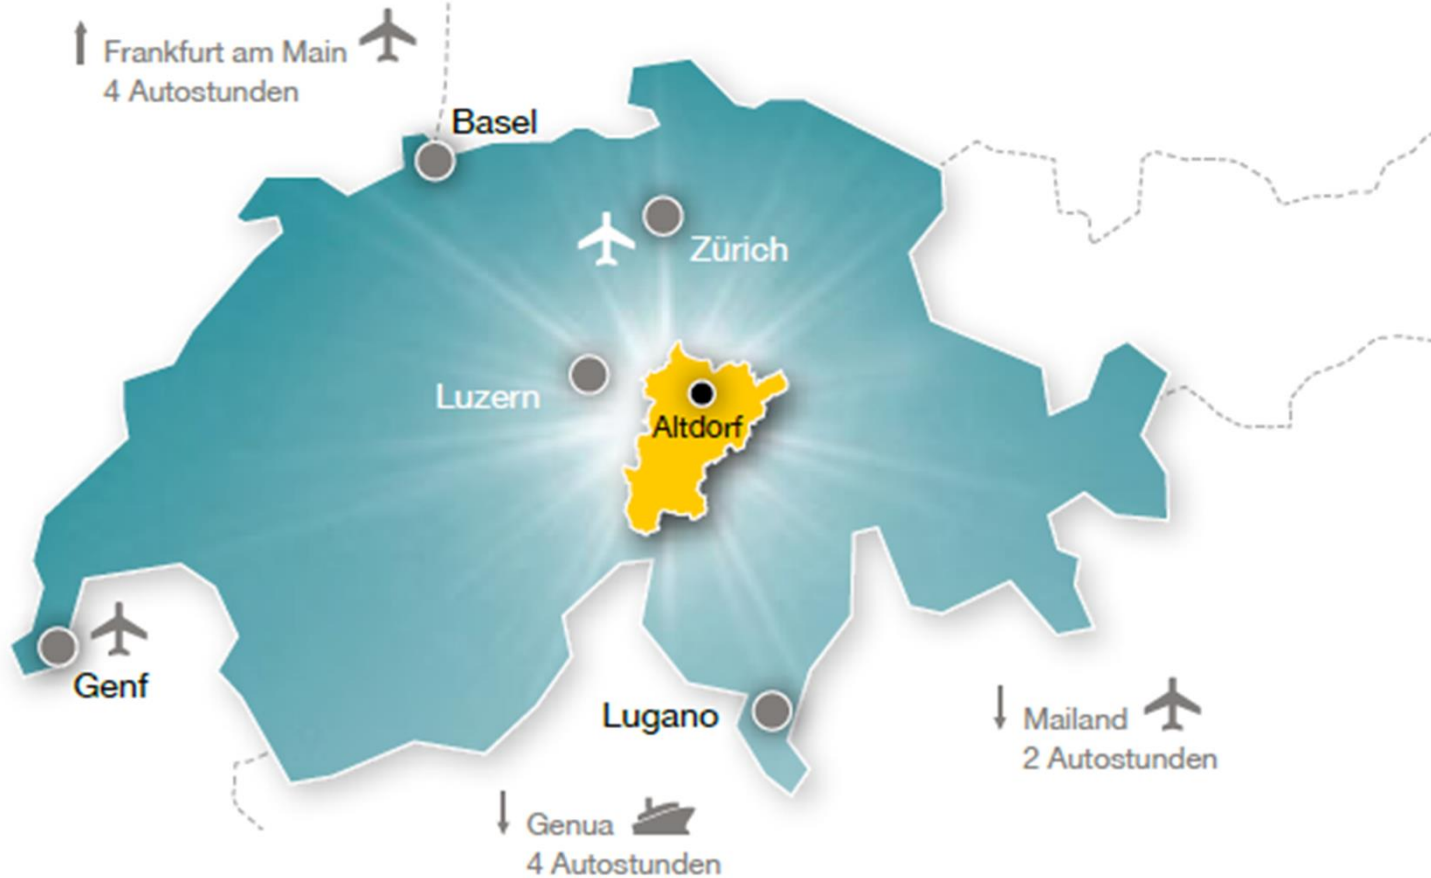 Frankfurt am Main
4 Autostunden
Basel
Zürich
Luzern
Altdorf
Genf
Lugano
Mailand
2 Autostunden
Genua
4 Autostunden